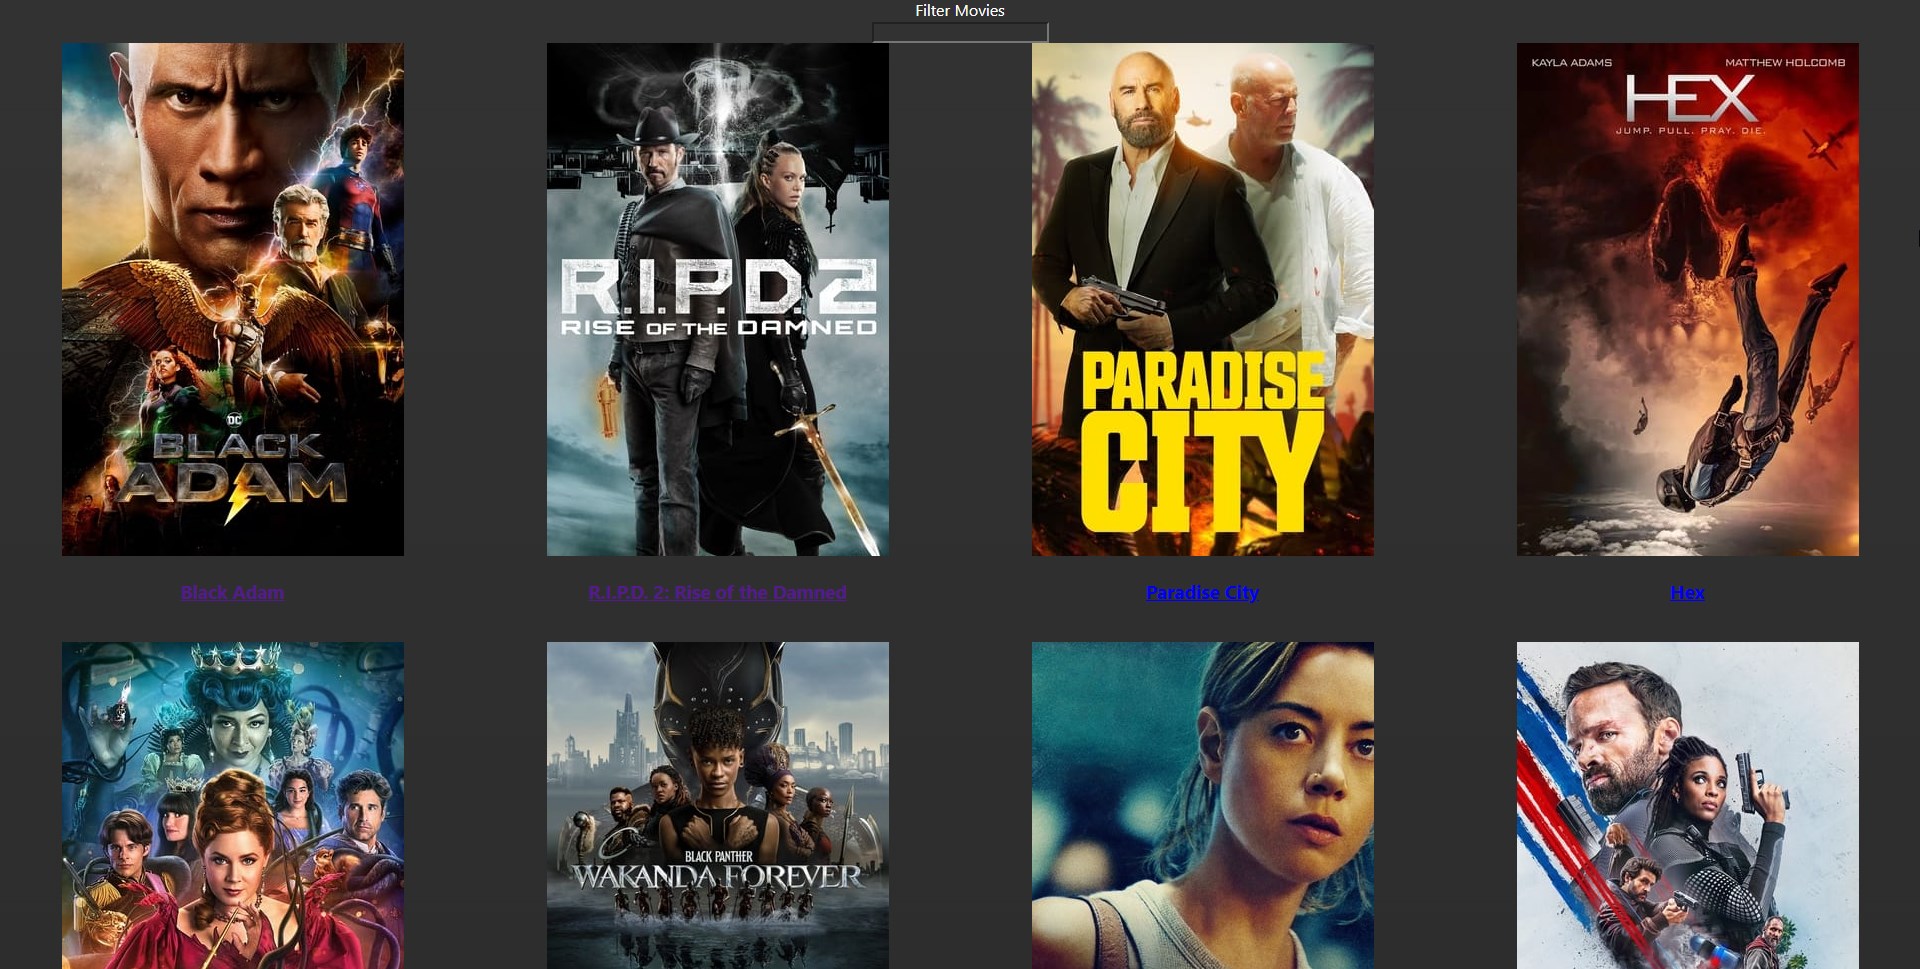 Filter Movies
DC
BLACK
ADAM
R.I.P.D.2
RISE OF THE DAMNED
PARADISE
CITY
KAYLA ADAMS
MATTHEW HOLCOMB
HEX
JUMP. PULL. PRAY. DIE.
Black Adam
R.I.P.D. 2: Rise of the Damned
Paradise City
Hex
BLACK PANTHER
WAKANDA FOREVER